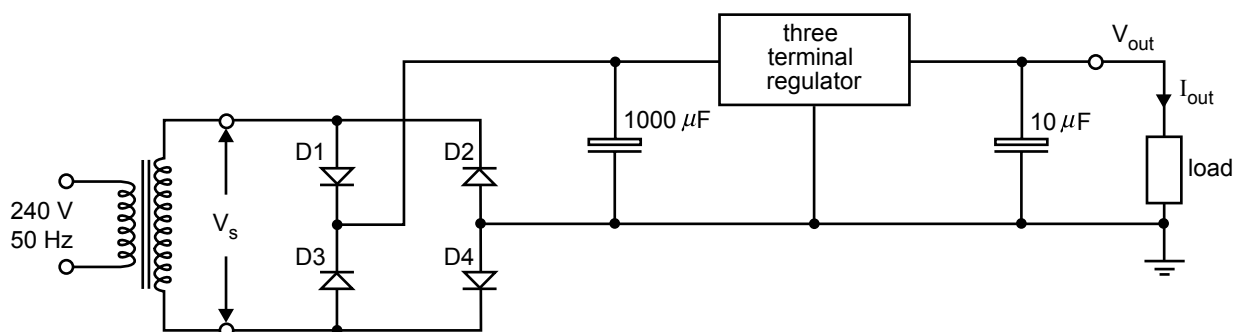 three
terminal
regulator
V out
I out
1000 μF
10 μF
load
D1
D2
240 V
50 Hz
V s
D3
D4